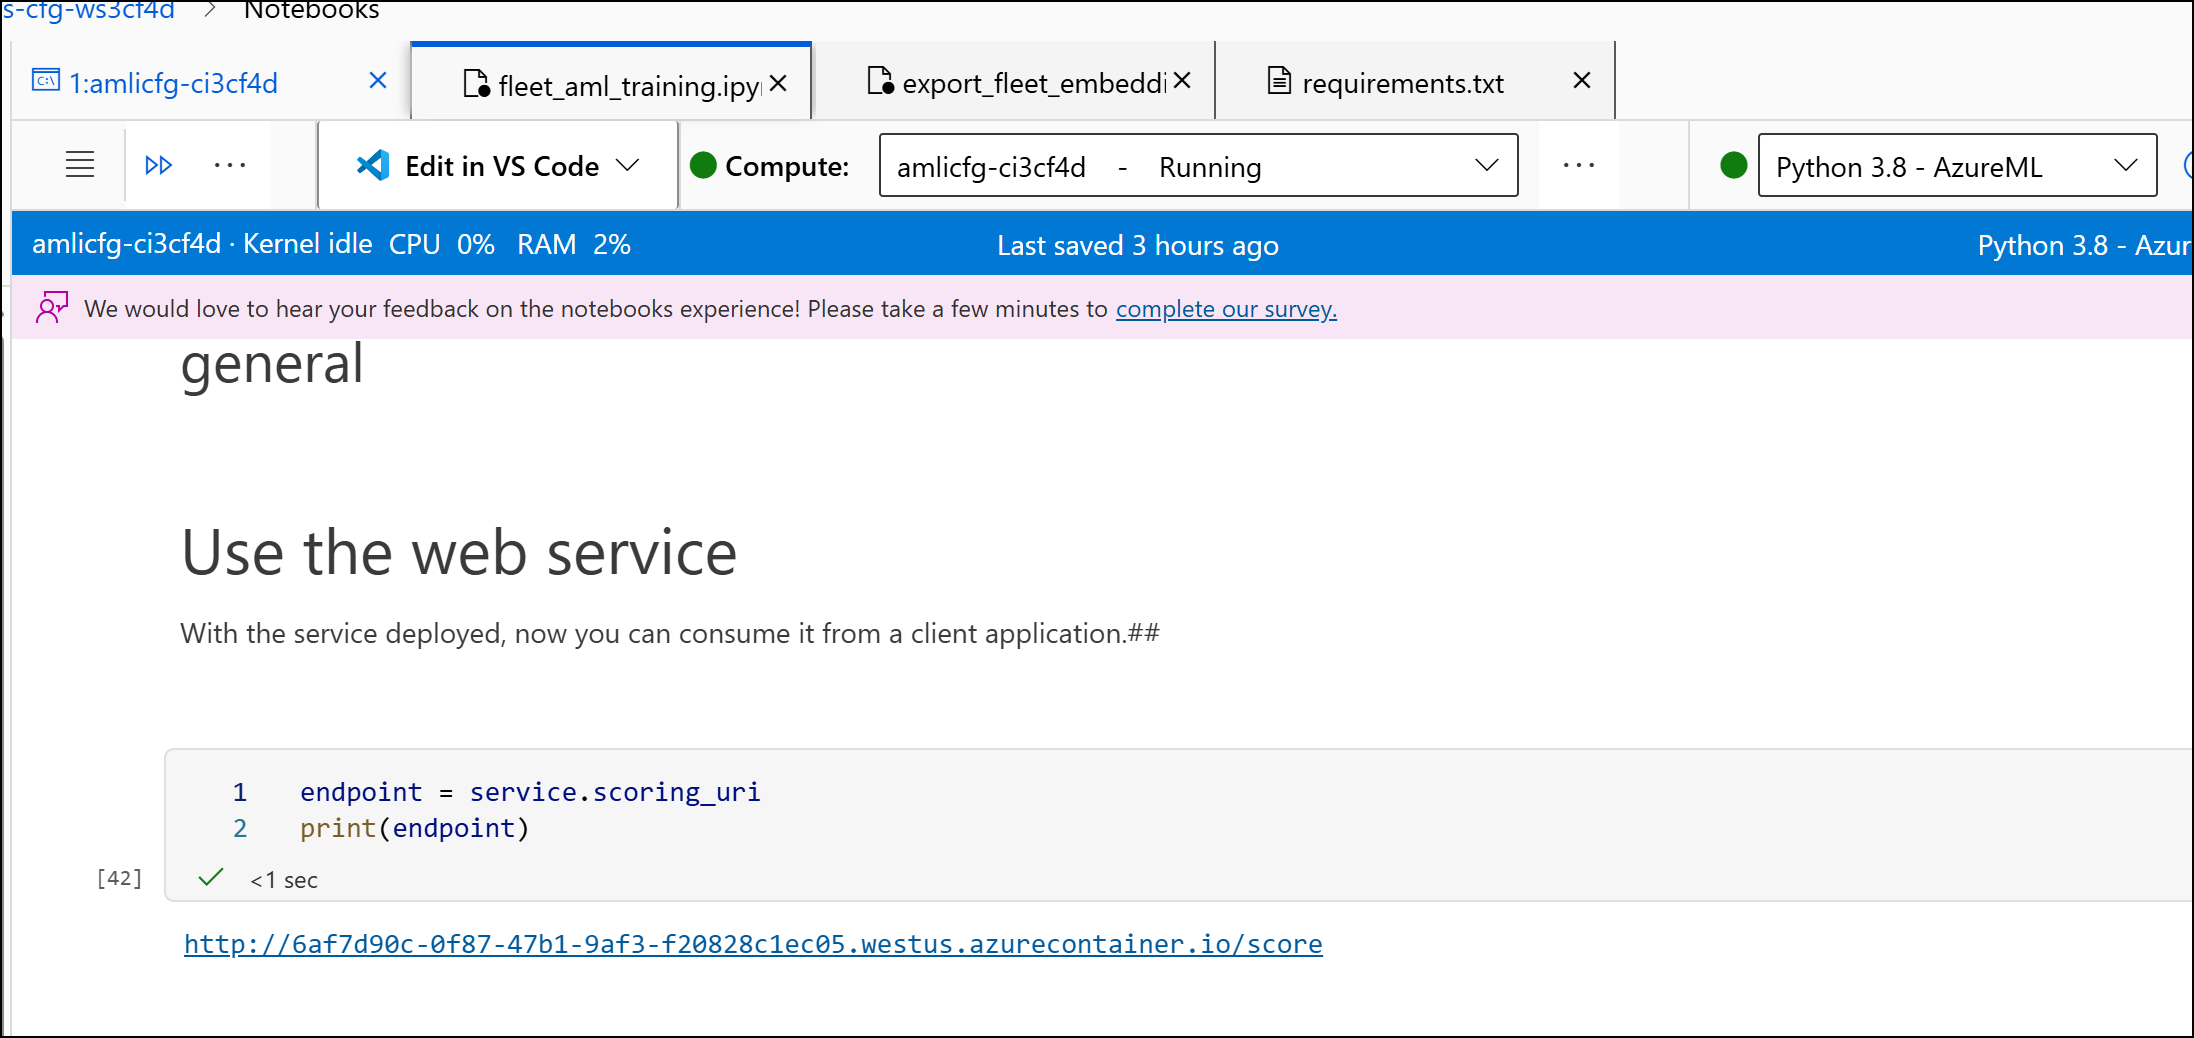 s-cfg-ws3cf4d > Notebooks
1:amlicfg-ci3cf4d
fleet_aml_training.ipy
export_fleet_embeddi
requirements.txt
Edit in VS Code
Compute:
amlicfg-ci3cf4d - Running
Python 3.8 - AzureML
amlicfg-ci3cf4d · Kernel idle CPU 0% RAM 2%
Last saved 3 hours ago
Python 3.8 - Azur
We would love to hear your feedback on the notebooks experience! Please take a few minutes to complete our survey.
general
Use the web service
With the service deployed, now you can consume it from a client application.##
1 endpoint = service.scoring_uri
2 print(endpoint)
[42] <1 sec
http://6af7d90c-0f87-47b1-9af3-f20828c1ec05.westus.azurecontainer.io/score